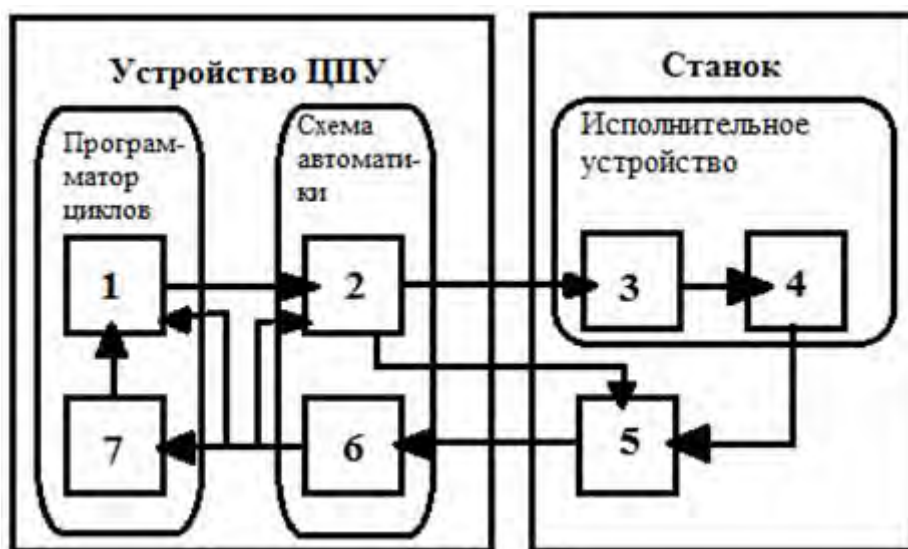 Устройство ЦПУ
Станок
Програм-
матор
циклов
Схема
автомати-
ки
Исполнительное
устройство
1
2
3
4
7
6
5